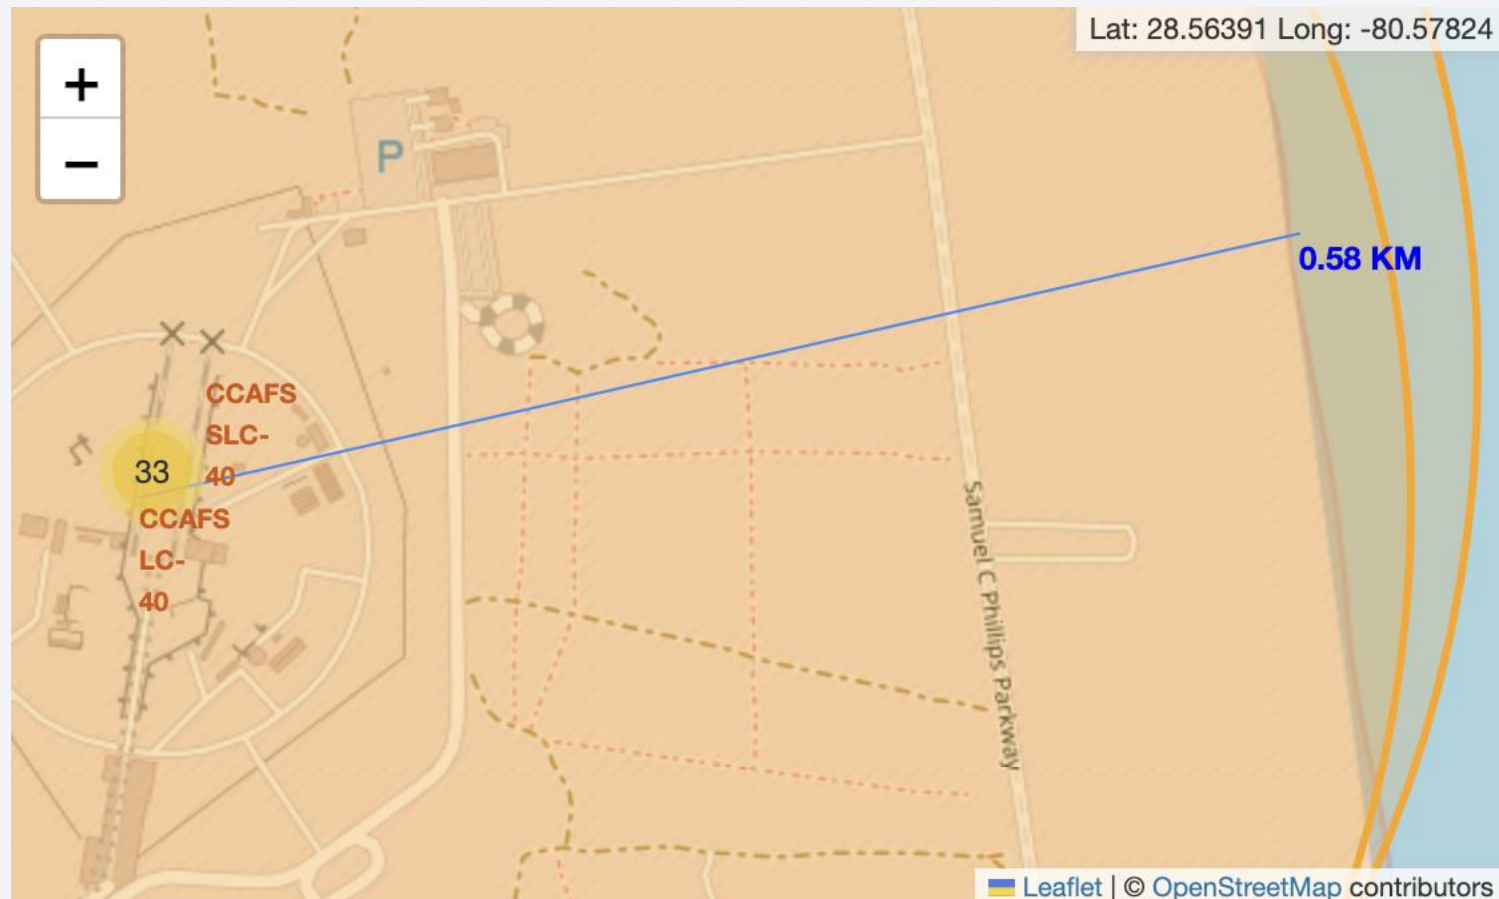 +
−
Lat: 28.56391 Long: -80.57824
P
0.58 KM
CCAFS
SLC-
40
33
CCAFS
LC-
40
Samuel C Phillips Parkway
Leaflet | © OpenStreetMap contributors